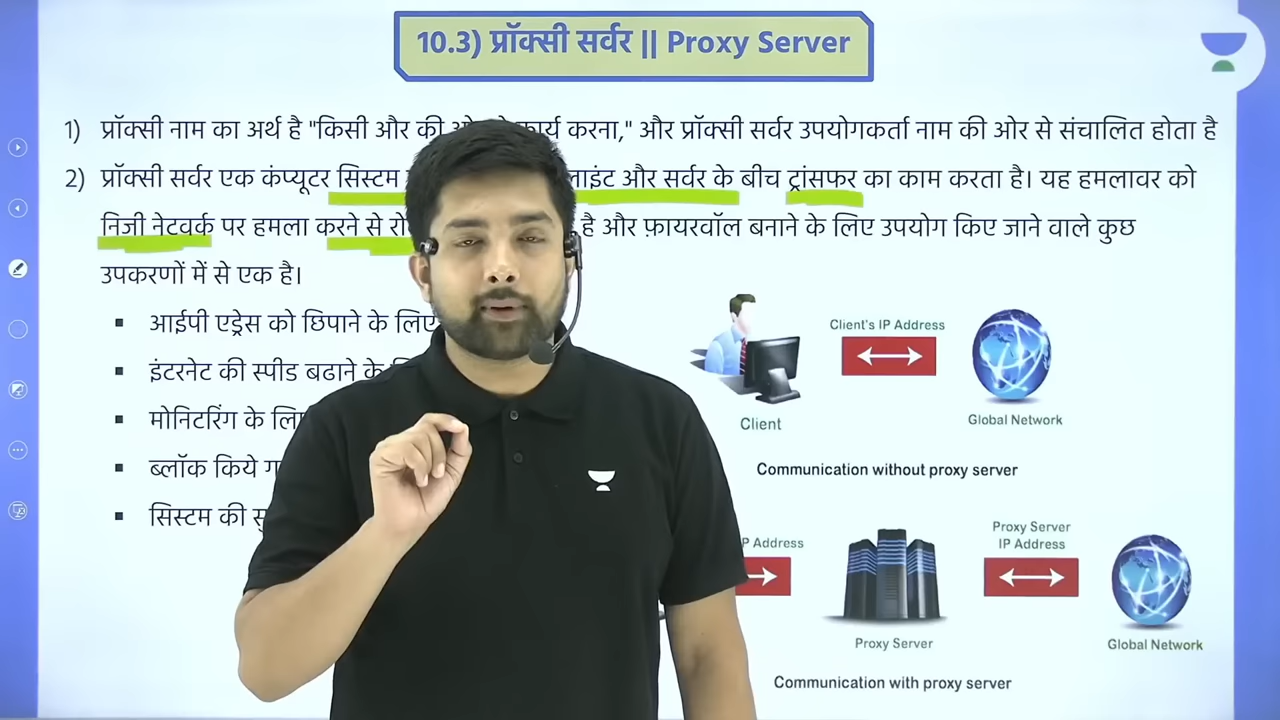 10.3) प्रॉक्सी सर्वर || Proxy Server
1) प्रॉक्सी नाम का अर्थ है "किसी और की कार्य करना," और प्रॉक्सी सर्वर उपयोगकर्ता नाम की ओर से संचालित होता है
2) प्रॉक्सी सर्वर एक कंप्यूटर सिस्टम और सर्वर के बीच ट्रांसफर का काम करता है। यह हमलावर को
निजी नेटवर्क पर हमला करने से है और फ़ायरवॉल बनाने के लिए उपयोग किए जाने वाले कुछ
उपकरणों में से एक है।
▪ आईपी एड्रेस को छिपाने के लिए
▪ इंटरनेट की स्पीड बढाने के
▪ मोनिटरिंग के
▪ ब्लॉक किये
▪ सिस्टम की
Client's IP Address
Client
Global Network
Communication without proxy server
P Address
Proxy Server
IP Address
Proxy Server
Global Network
Communication with proxy server